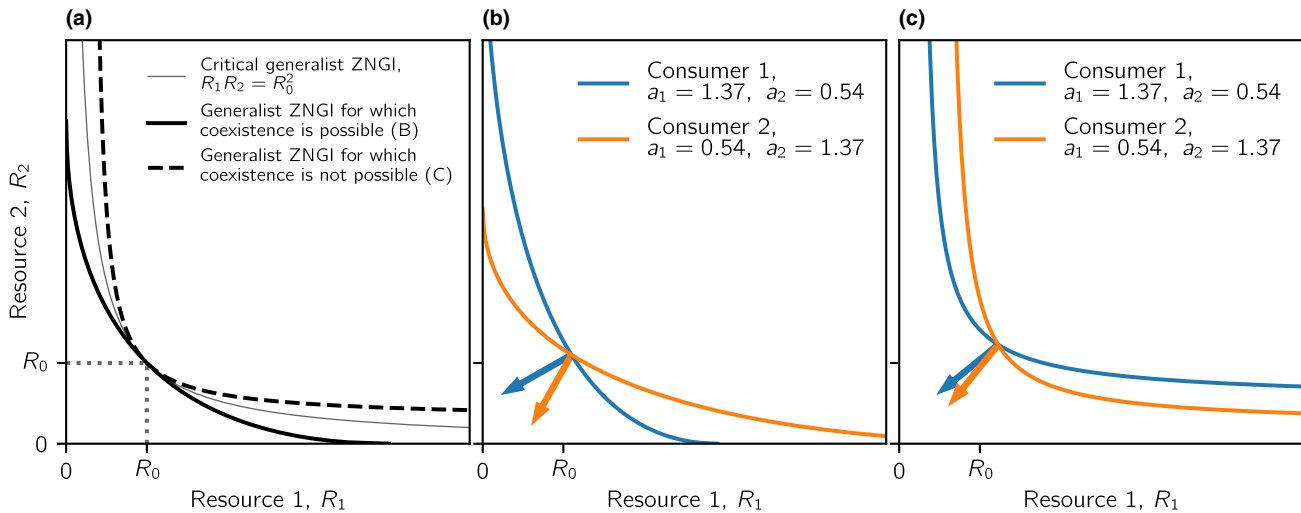 (a)
Critical generalist ZNGI,
R₁R₂ = R₀²
Generalist ZNGI for which
coexistence is possible (B)
Generalist ZNGI for which
coexistence is not possible (C)
Resource 2, R₂
R₀
0
0
R₀
Resource 1, R₁
(b)
Consumer 1,
a₁ = 1.37, a₂ = 0.54
Consumer 2,
a₁ = 0.54, a₂ = 1.37
0
R₀
Resource 1, R₁
(c)
Consumer 1,
a₁ = 1.37, a₂ = 0.54
Consumer 2,
a₁ = 0.54, a₂ = 1.37
0
R₀
Resource 1, R₁